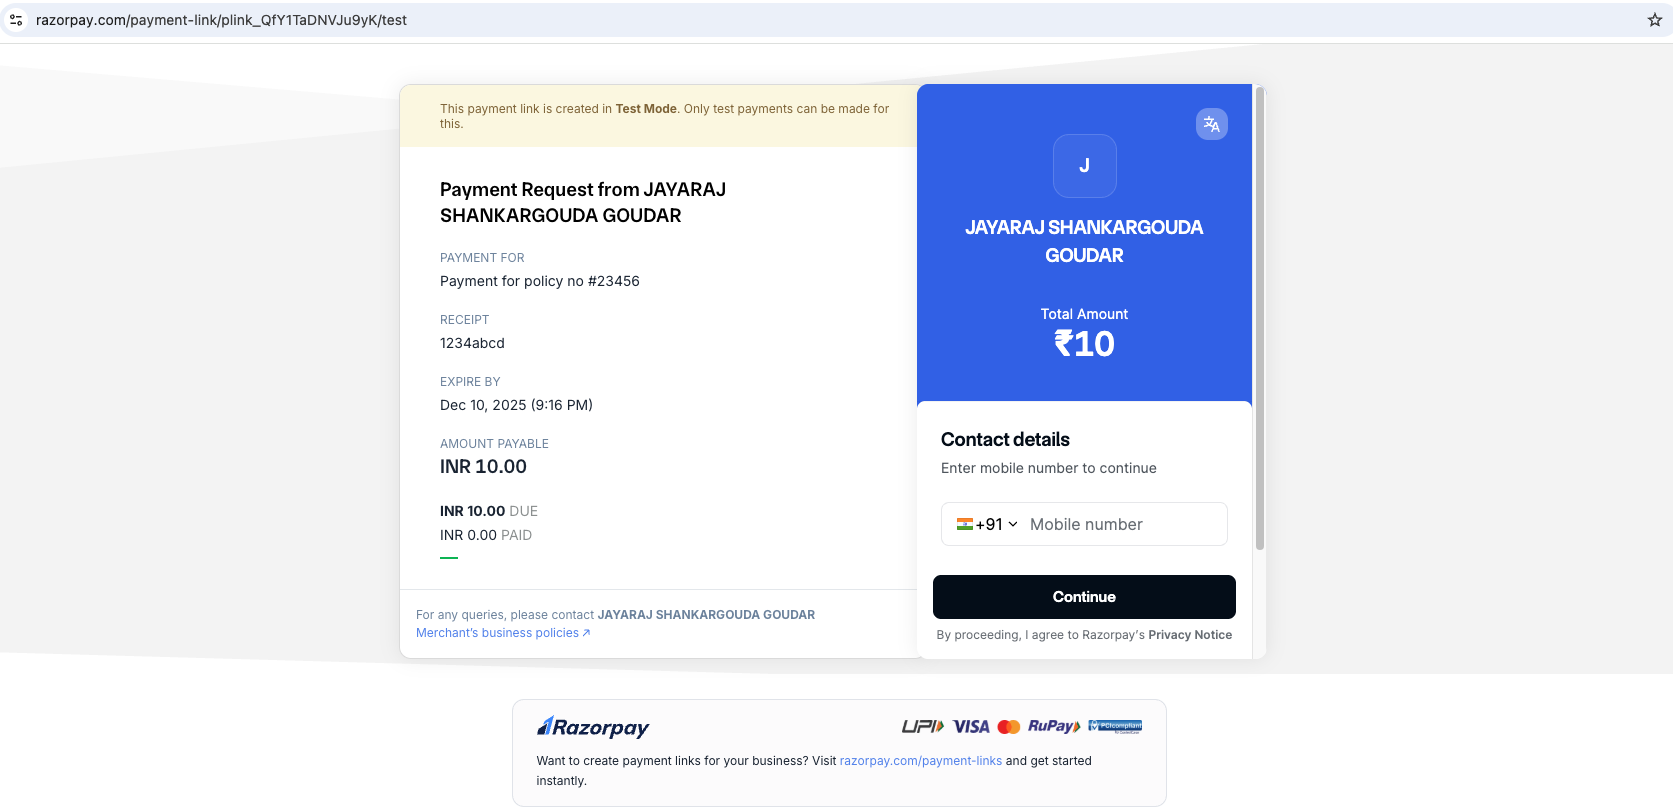 razorpay.com/payment-link/plink_QfY1TaDNVJu9yK/test
This payment link is created in Test Mode. Only test payments can be made for
this.
Payment Request from JAYARAJ
SHANKARGOUDA GOUDAR
PAYMENT FOR
Payment for policy no #23456
RECEIPT
1234abcd
EXPIRE BY
Dec 10, 2025 (9:16 PM)
AMOUNT PAYABLE
INR 10.00
INR 10.00 DUE
INR 0.00 PAID
For any queries, please contact JAYARAJ SHANKARGOUDA GOUDAR
Merchant's business policies
J
JAYARAJ SHANKARGOUDA
GOUDAR
Total Amount
₹10
Contact details
Enter mobile number to continue
+91 Mobile number
Continue
By proceeding, I agree to Razorpay's Privacy Notice
Razorpay
UPI VISA RuPay PCI compliant
Want to create payment links for your business? Visit razorpay.com/payment-links and get started
instantly.